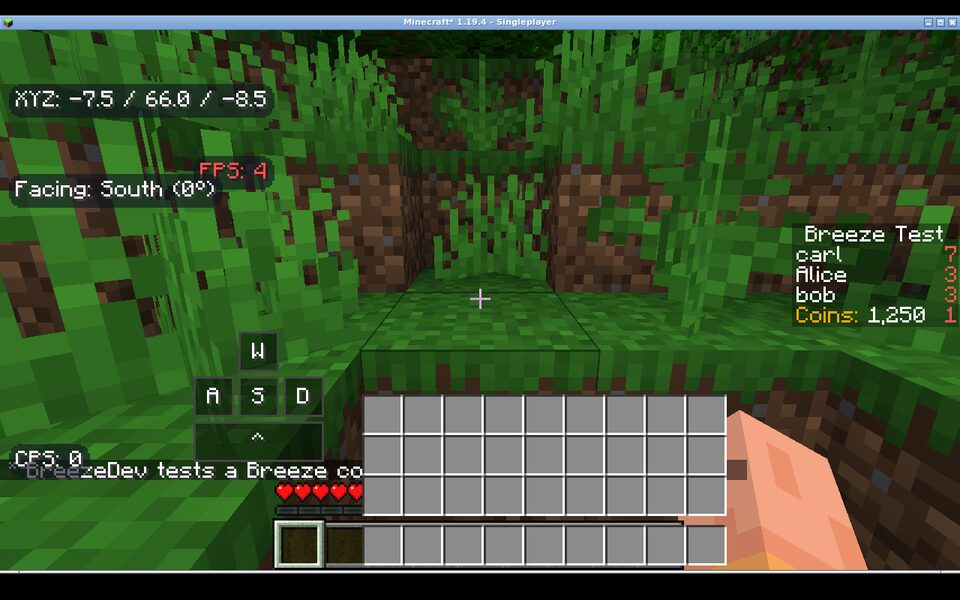 Minecraft* 1.19.4 - Singleplayer
XYZ: -7.5 / 66.0 / -8.5
FPS: 4
Facing: South (0°)
Breeze Test
carl 7
Alice 3
bob 3
Coins: 1,250 1
W
A S D
^
CPS: 0
BreezeDev tests a Breeze co